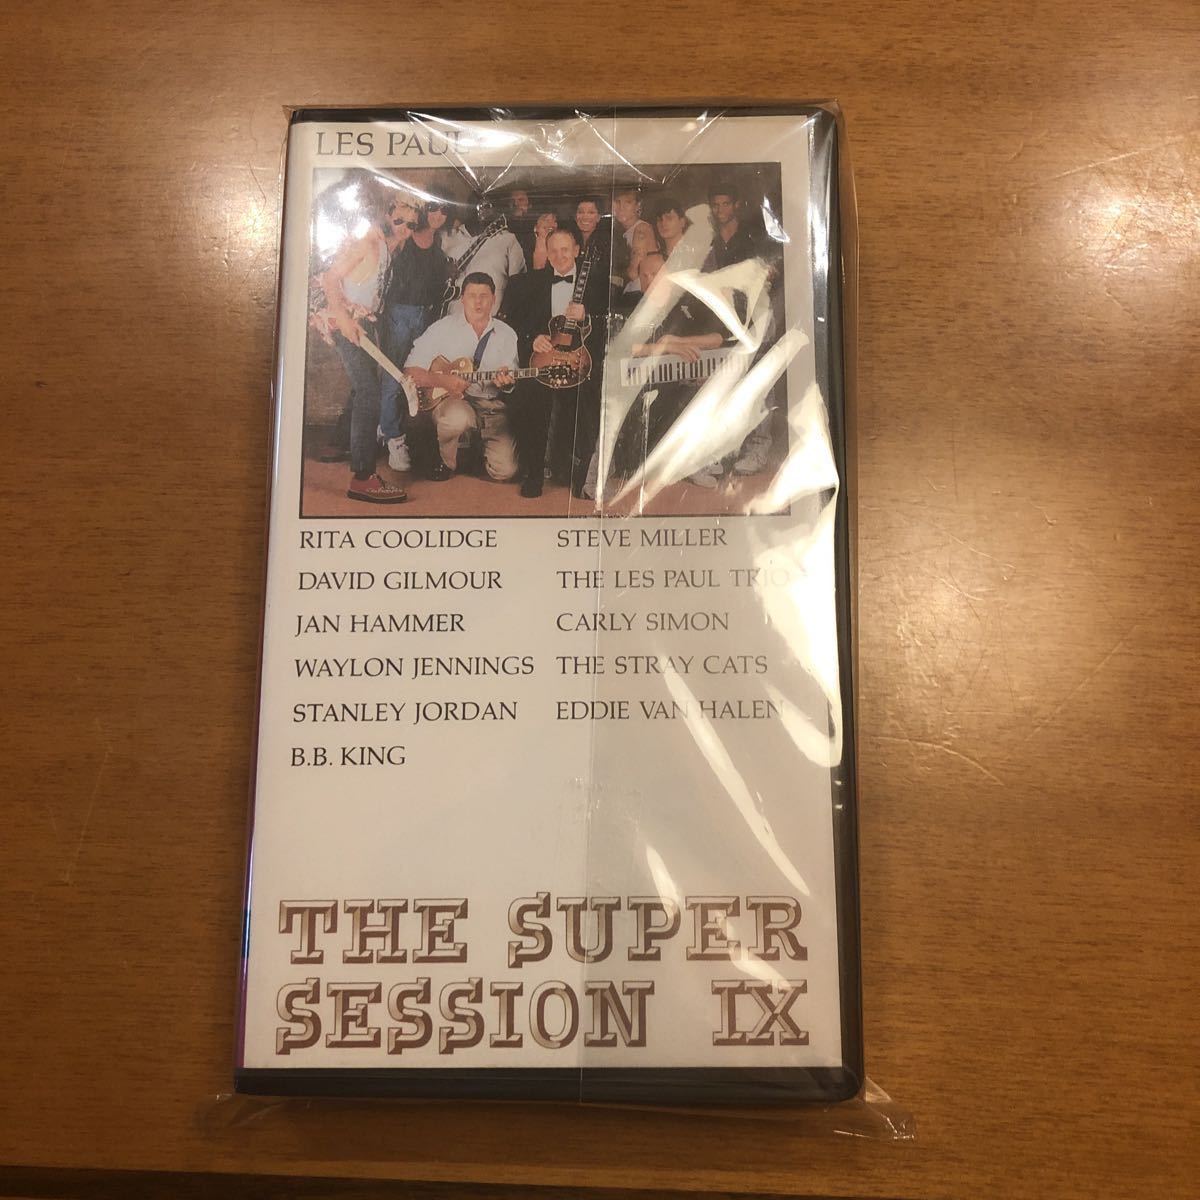 LES PAUL
RITA COOLIDGE
DAVID GILMOUR
JAN HAMMER
WAYLON JENNINGS
STANLEY JORDAN
B.B. KING
STEVE MILLER
THE LES PAUL TRIO
CARLY SIMON
THE STRAY CATS
EDDIE VAN HALEN
THE SUPER
SESSION IX